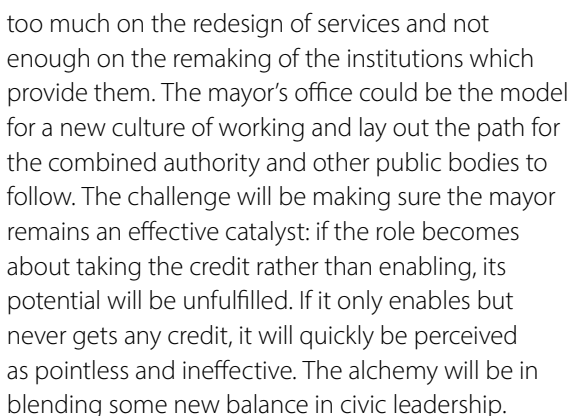 too much on the redesign of services and not
enough on the remaking of the institutions which
provide them. The mayor’s office could be the model
for a new culture of working and lay out the path for
the combined authority and other public bodies to
follow. The challenge will be making sure the mayor
remains an effective catalyst: if the role becomes
about taking the credit rather than enabling, its
potential will be unfulfilled. If it only enables but
never gets any credit, it will quickly be perceived
as pointless and ineffective. The alchemy will be in
blending some new balance in civic leadership.